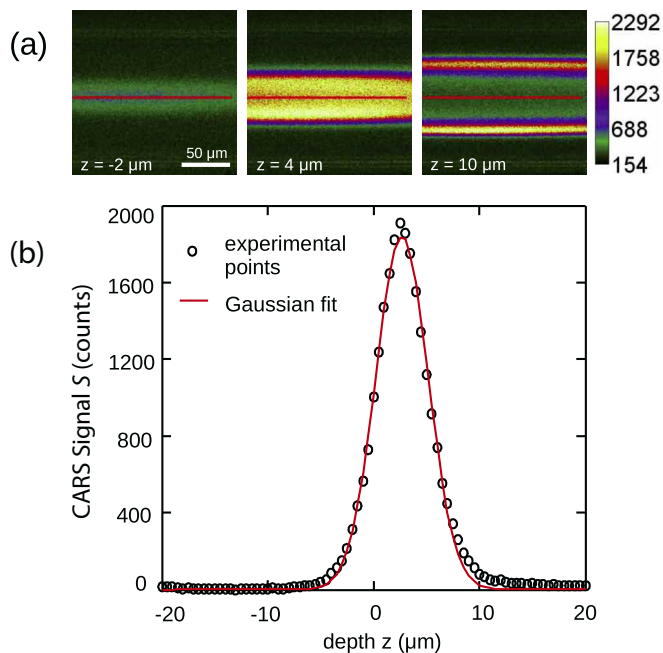 (a)
z = -2 µm
50 µm
z = 4 µm
z = 10 µm
2292
1758
1223
688
154
(b)
CARS Signal S (counts)
2000
1600
1200
800
400
0
experimental
points
Gaussian fit
-20
-10
0
10
20
depth z (µm)